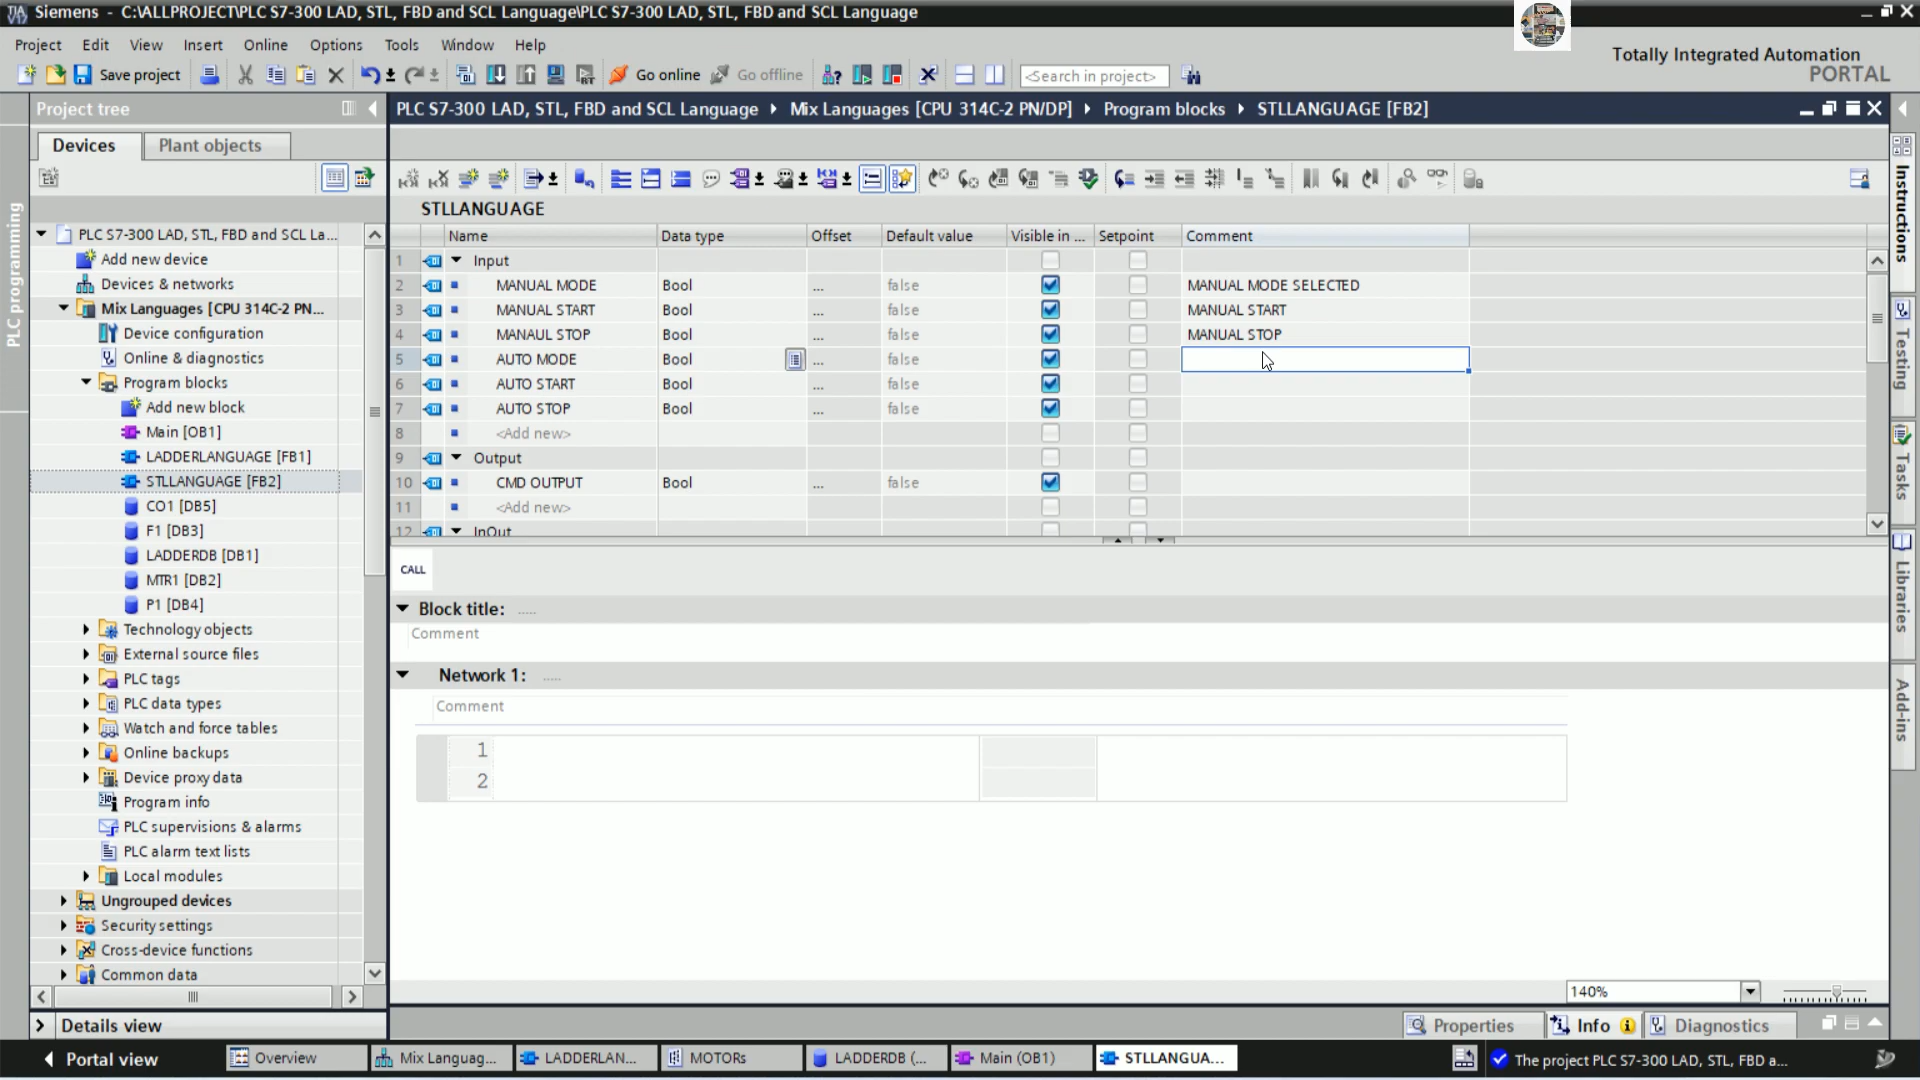 Siemens - C:\ALLPROJECT\PLC S7-300 LAD, STL, FBD and SCL Language\PLC S7-300 LAD, STL, FBD and SCL Language
Project Edit View Insert Online Options Tools Window Help
Totally Integrated Automation
PORTAL
Save project Go online Go offline <Search in project>
Project tree
PLC S7-300 LAD, STL, FBD and SCL Language Mix Languages [CPU 314C-2 PN/DP] Program blocks STLLANGUAGE [FB2]
Devices Plant objects
PLC programming
PLC S7-300 LAD, STL, FBD and SCL La...
Add new device
Devices & networks
Mix Languages [CPU 314C-2 PN...
Device configuration
Online & diagnostics
Program blocks
Add new block
Main [OB1]
LADDERLANGUAGE [FB1]
STLLANGUAGE [FB2]
CO1 [DB5]
F1 [DB3]
LADDERDB [DB1]
MTR1 [DB2]
P1 [DB4]
Technology objects
External source files
PLC tags
PLC data types
Watch and force tables
Online backups
Device proxy data
Program info
PLC supervisions & alarms
PLC alarm text lists
Local modules
Ungrouped devices
Security settings
Cross-device functions
Common data
Details view
STLLANGUAGE
Name Data type Offset Default value Visible in ... Setpoint Comment
1 Input
2 MANUAL MODE Bool ... false MANUAL MODE SELECTED
3 MANUAL START Bool ... false MANUAL START
4 MANAUL STOP Bool ... false MANUAL STOP
5 AUTO MODE Bool ... false
6 AUTO START Bool ... false
7 AUTO STOP Bool ... false
8 <Add new>
9 Output
10 CMD OUTPUT Bool ... false
11 <Add new>
12 InOut
CALL
Block title: .....
Comment
Network 1: .....
Comment
1
2
140%
Properties Info Diagnostics
Instructions
Testing
Tasks
Libraries
Add-ins
Portal view Overview Mix Languag... LADDERLAN... MOTORs LADDERDB (... Main (OB1) STLLANGUA... The project PLC S7-300 LAD, STL, FBD a...